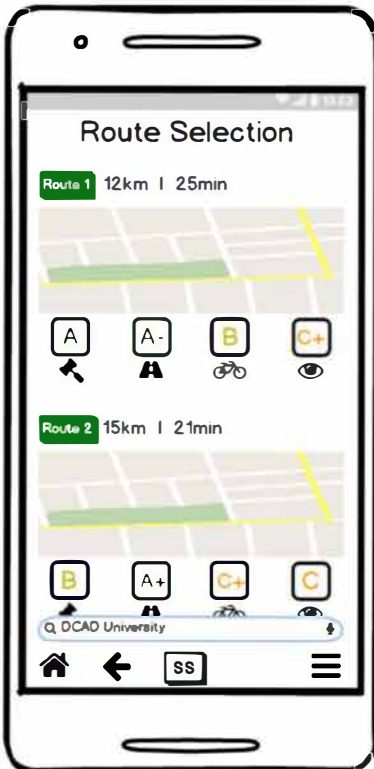 Route Selection
Route 1 12km | 25min
A A- B C+
Route 2 15km | 21min
B A+ C+ C
DCAD University
SS